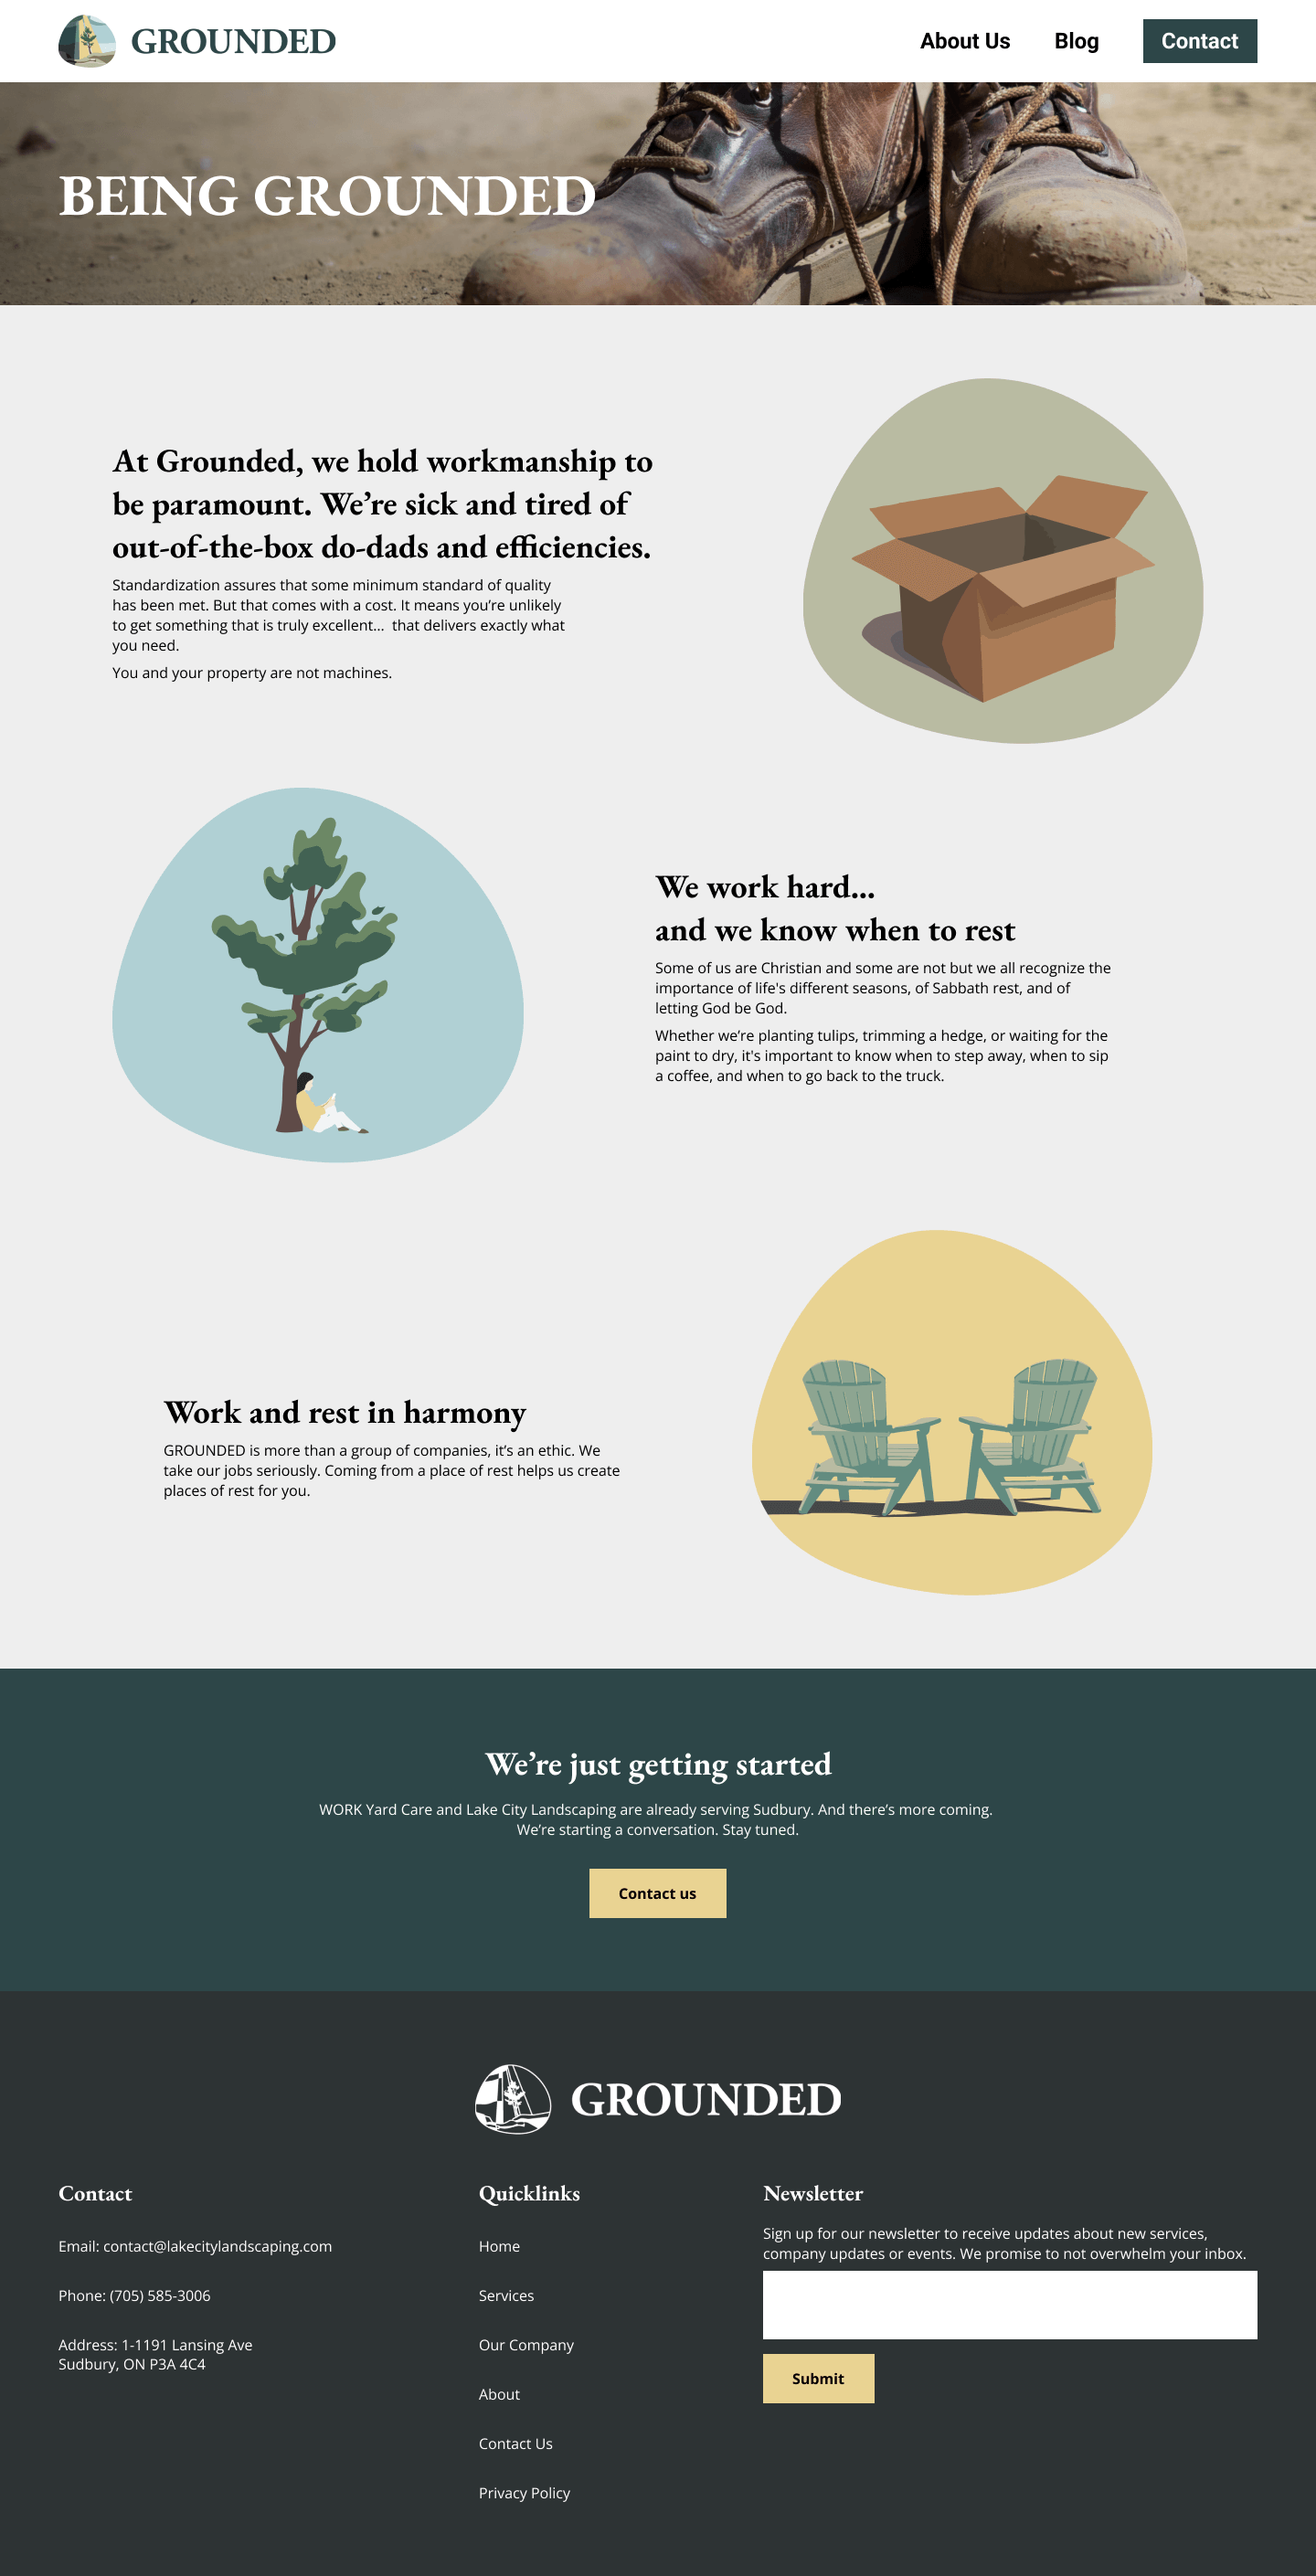 GROUNDED
About Us
Blog
Contact
BEING GROUNDED
At Grounded, we hold workmanship to
be paramount. We’re sick and tired of
out-of-the-box do-dads and efficiencies.
Standardization assures that some minimum standard of quality
has been met. But that comes with a cost. It means you’re unlikely
to get something that is truly excellent... that delivers exactly what
you need.
You and your property are not machines.
We work hard...
and we know when to rest
Some of us are Christian and some are not but we all recognize the
importance of life's different seasons, of Sabbath rest, and of
letting God be God.
Whether we’re planting tulips, trimming a hedge, or waiting for the
paint to dry, it's important to know when to step away, when to sip
a coffee, and when to go back to the truck.
Work and rest in harmony
GROUNDED is more than a group of companies, it’s an ethic. We
take our jobs seriously. Coming from a place of rest helps us create
places of rest for you.
We’re just getting started
WORK Yard Care and Lake City Landscaping are already serving Sudbury. And there’s more coming.
We’re starting a conversation. Stay tuned.
Contact us
GROUNDED
Contact
Email: contact@lakecitylandscaping.com
Phone: (705) 585-3006
Address: 1-1191 Lansing Ave
Sudbury, ON P3A 4C4
Quicklinks
Home
Services
Our Company
About
Contact Us
Privacy Policy
Newsletter
Sign up for our newsletter to receive updates about new services,
company updates or events. We promise to not overwhelm your inbox.
Submit